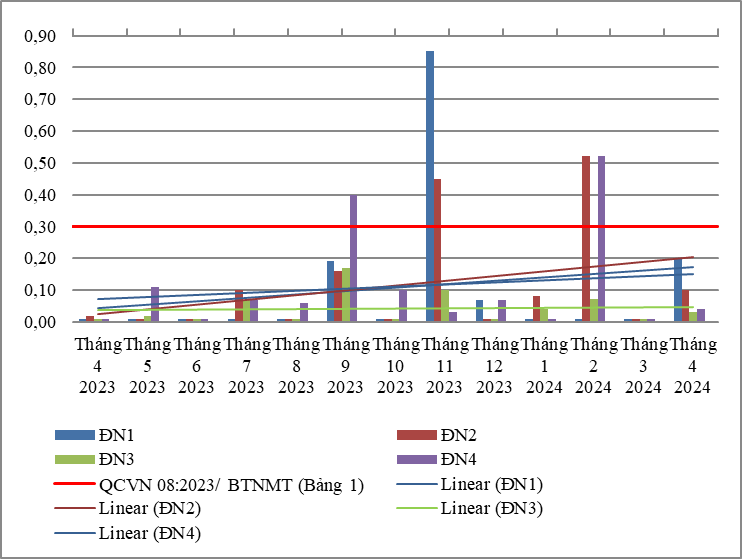 0,90
0,80
0,70
0,60
0,50
0,40
0,30
0,20
0,10
0,00
Tháng Tháng Tháng Tháng Tháng Tháng Tháng Tháng Tháng Tháng Tháng Tháng Tháng
4 5 6 7 8 9 10 11 12 1 2 3 4
2023 2023 2023 2023 2023 2023 2023 2023 2023 2024 2024 2024 2024
ĐN1 ĐN2
ĐN3 ĐN4
QCVN 08:2023/ BTNMT (Bảng 1) Linear (ĐN1)
Linear (ĐN2) Linear (ĐN3)
Linear (ĐN4)